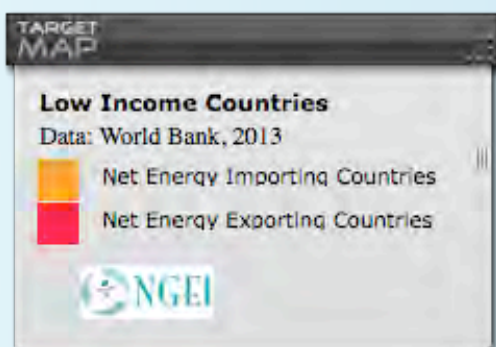 TARGET
MAP
Low Income Countries
Data: World Bank, 2013
Net Energy Importing Countries
Net Energy Exporting Countries
NGEI